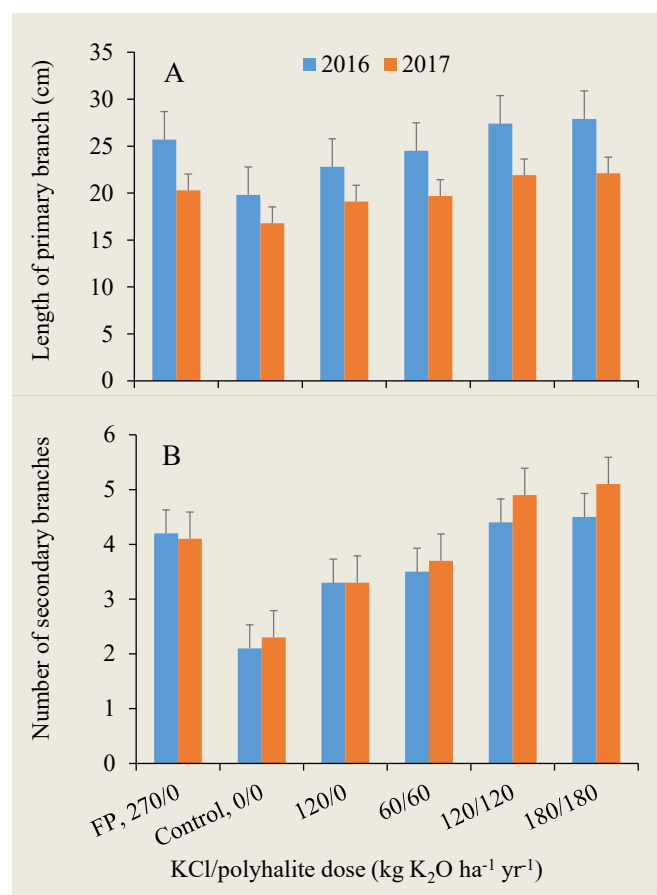 A
2016 2017
Length of primary branch (cm)
35
30
25
20
15
10
5
0
B
Number of secondary branches
6
5
4
3
2
1
0
FP, 270/0
Control, 0/0
120/0
60/60
120/120
180/180
KCl/polyhalite dose (kg K₂O ha⁻¹ yr⁻¹)